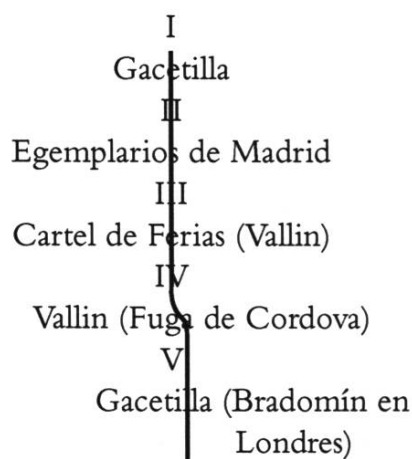 I
Gacetilla
II
Egemplarios de Madrid
III
Cartel de Ferias (Vallin)
IV
Vallin (Fuga de Cordova)
V
Gacetilla (Bradomín en
Londres)